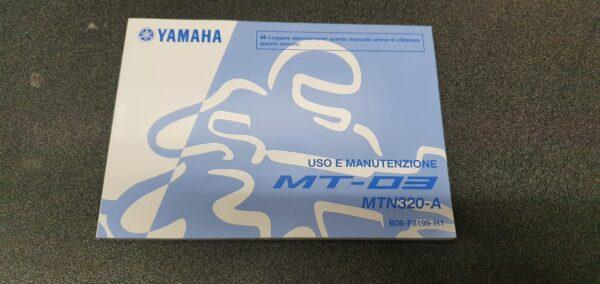 YAMAHA
Leggere attentamente questo manuale prima di utilizzare
questo veicolo.
USO E MANUTENZIONE
MT-03
MTN320-A
B08-F8199-H1